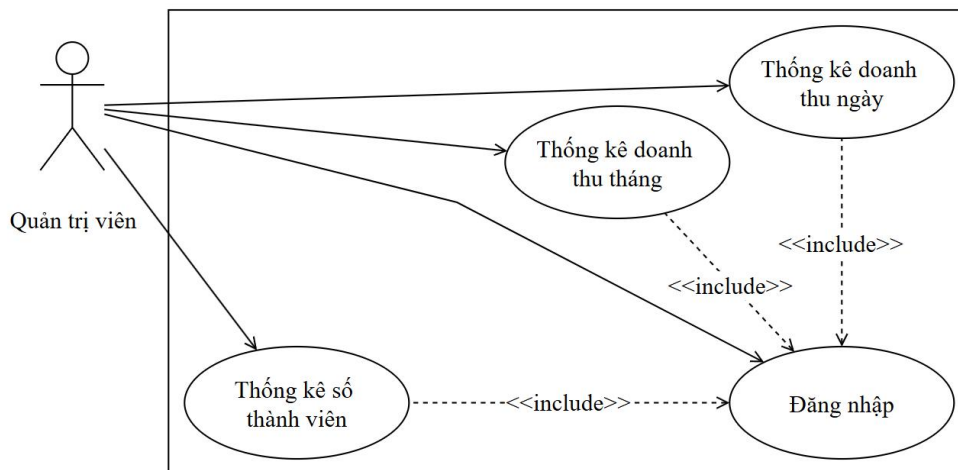 Thống kê doanh
thu ngày
Thống kê doanh
thu tháng
Quản trị viên
<<include>>
<<include>>
Thống kê số
thành viên
<<include>>
Đăng nhập